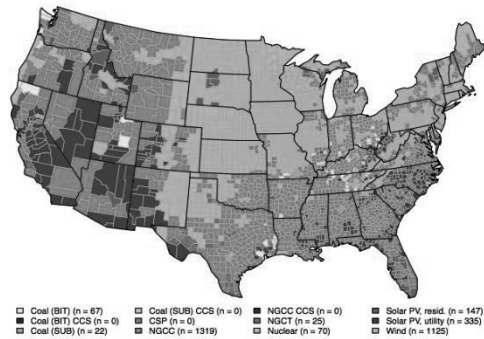 Coal (BIT) (n = 67) Coal (SUB) CCS (n = 0) NGCC CCS (n = 0) Solar PV, resid. (n = 147)
Coal (BIT) CCS (n = 0) CSP (n = 0) NGCT (n = 25) Solar PV, utility (n = 335)
Coal (SUB) (n = 22) NGCC (n = 1319) Nuclear (n = 70) Wind (n = 1125)